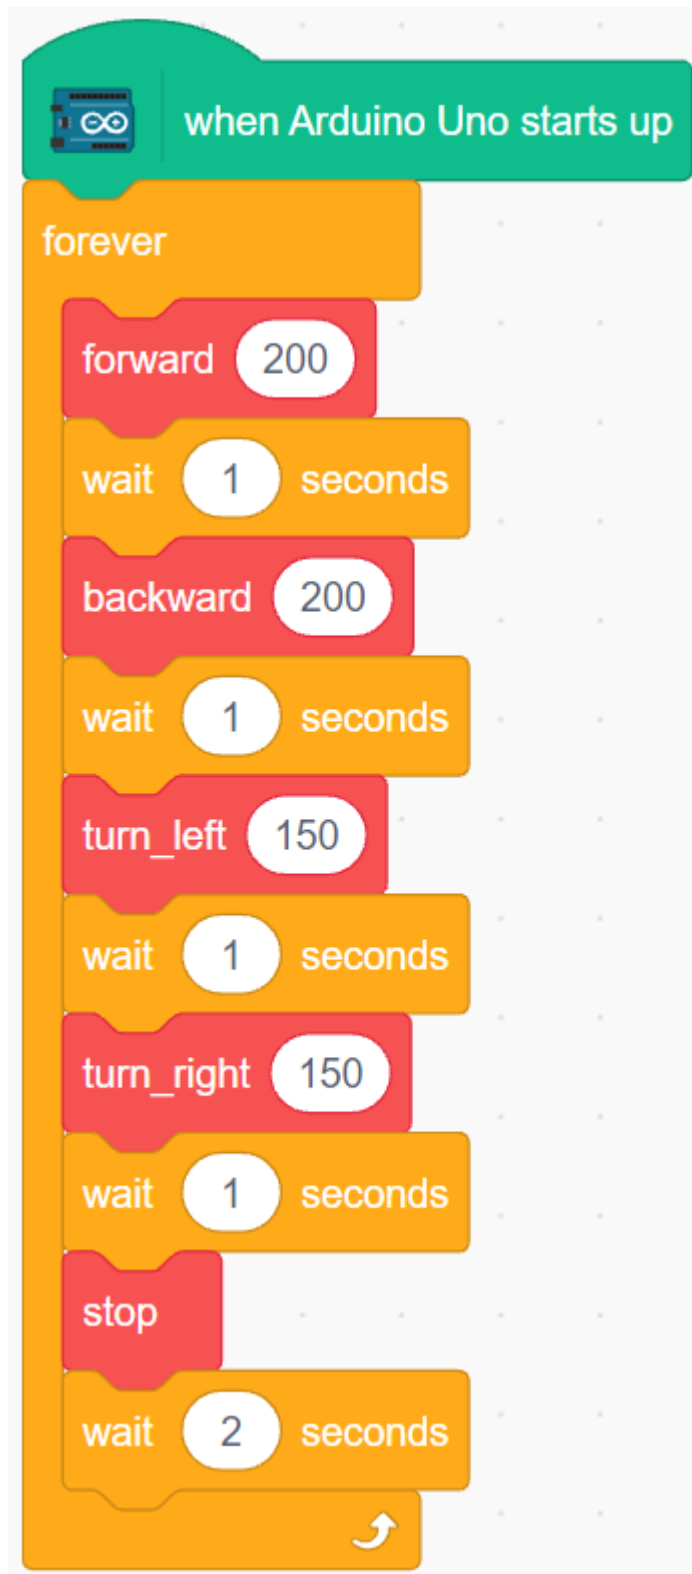 when Arduino Uno starts up
forever
forward 200
wait 1 seconds
backward 200
wait 1 seconds
turn_left 150
wait 1 seconds
turn_right 150
wait 1 seconds
stop
wait 2 seconds